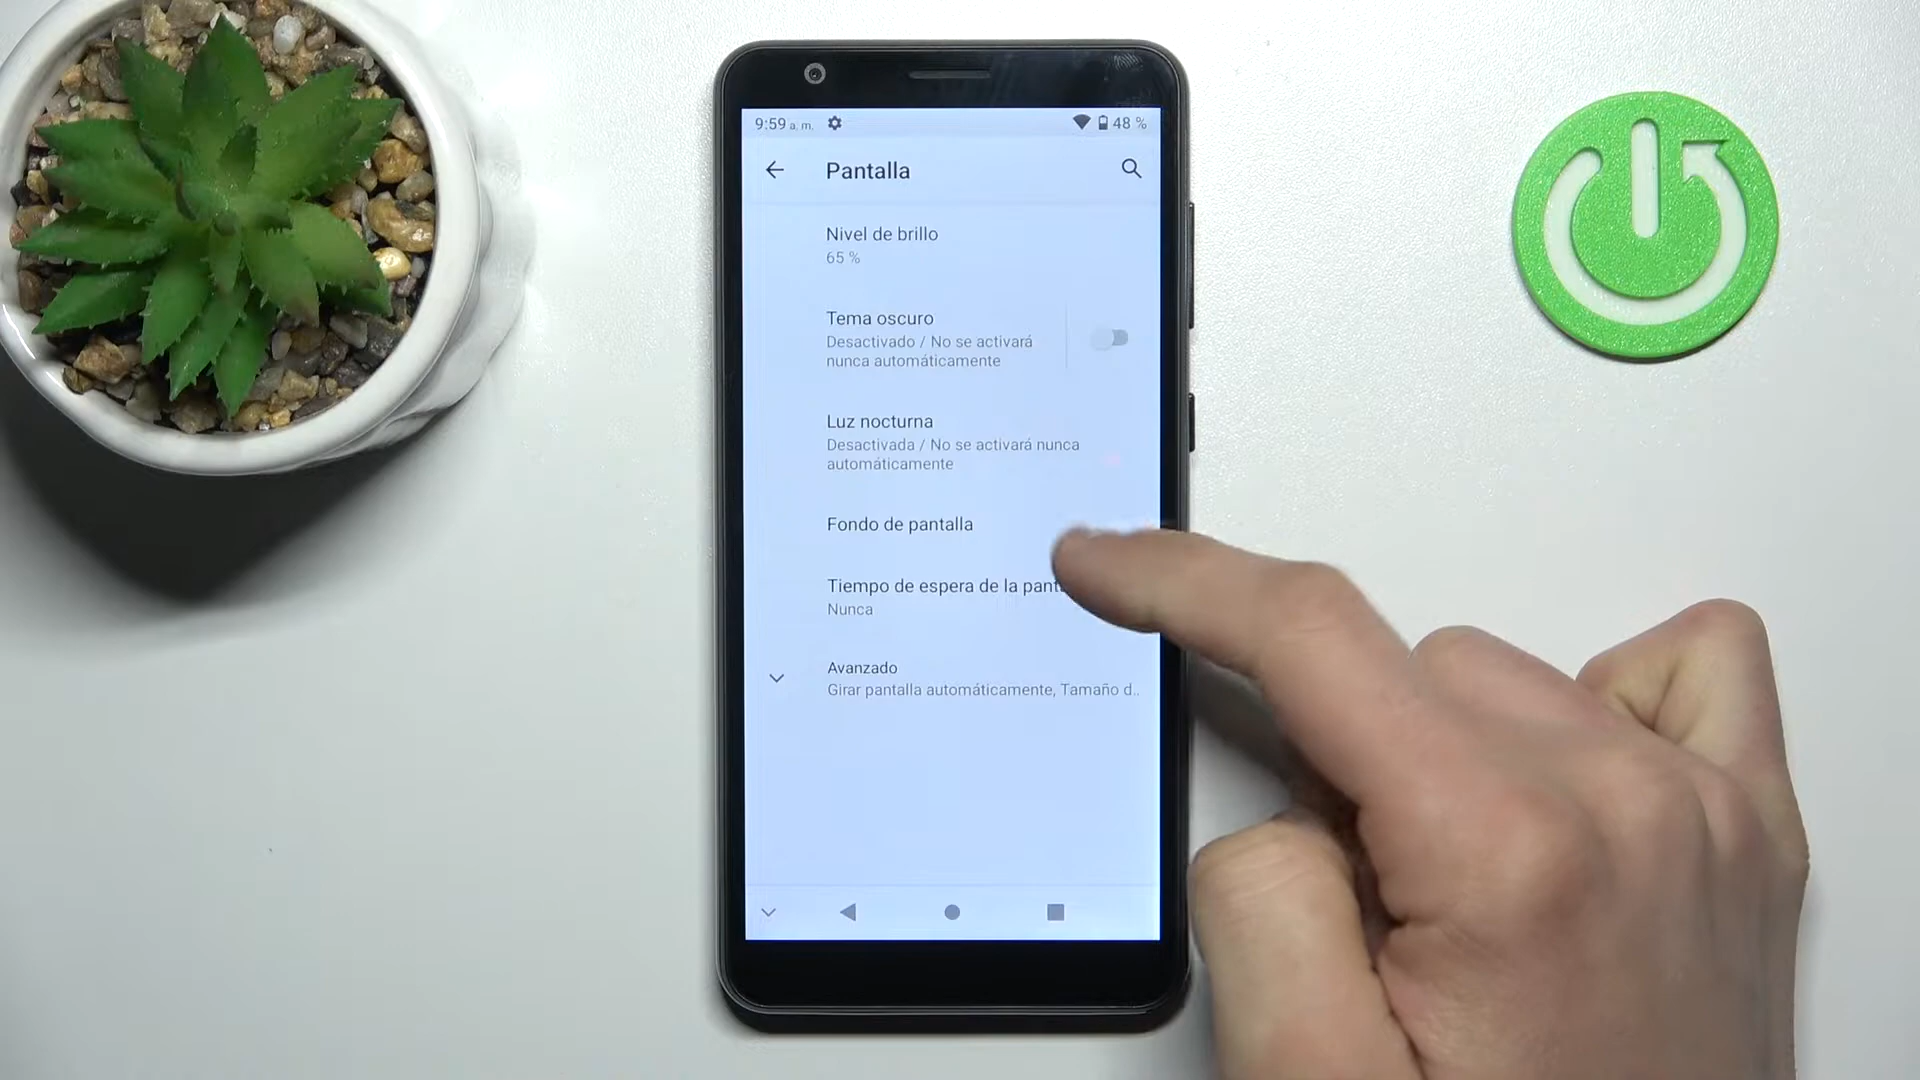 9:59 a. m. 48 %
Pantalla
Nivel de brillo
65 %
Tema oscuro
Desactivado / No se activará
nunca automáticamente
Luz nocturna
Desactivada / No se activará nunca
automáticamente
Fondo de pantalla
Tiempo de espera de la
Nunca
Avanzado
Girar pantalla automáticamente, Tamaño d..